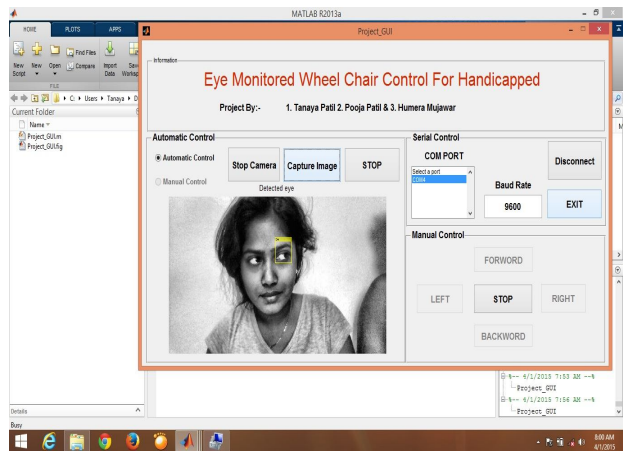 MATLAB R2013a
HOME PLOTS APPS
New Script
New
Open
Find Files
Compare
Import Data
Save
FILE
C: Users Tanaya
Current Folder
Name
Project_GUI.m
Project_GUI.fig
Details
Busy
Project_GUI
Information
Eye Monitored Wheel Chair Control For Handicapped
Project By:- 1. Tanaya Patil 2. Pooja Patil & 3. Humera Mujawar
Automatic Control
Automatic Control
Manual Control
Stop Camera
Capture Image
STOP
Detected eye
Serial Control
COM PORT
Select a port
COM4
Baud Rate
9600
Disconnect
EXIT
Manual Control
FORWORD
LEFT
STOP
RIGHT
BACKWORD
%-- 4/1/2015 7:53 AM --%
Project_GUI
%-- 4/1/2015 7:56 AM --%
Project_GUI
8:00 AM
4/1/2015